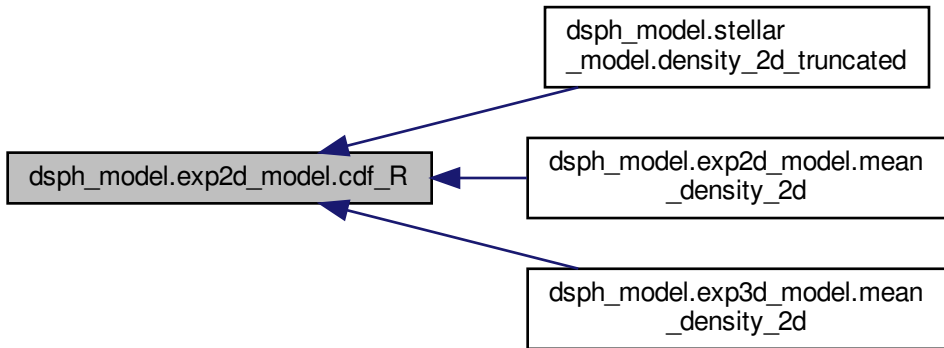 dsph_model.stellar
_model.density_2d_truncated
dsph_model.exp2d_model.cdf_R
dsph_model.exp2d_model.mean
_density_2d
dsph_model.exp3d_model.mean
_density_2d